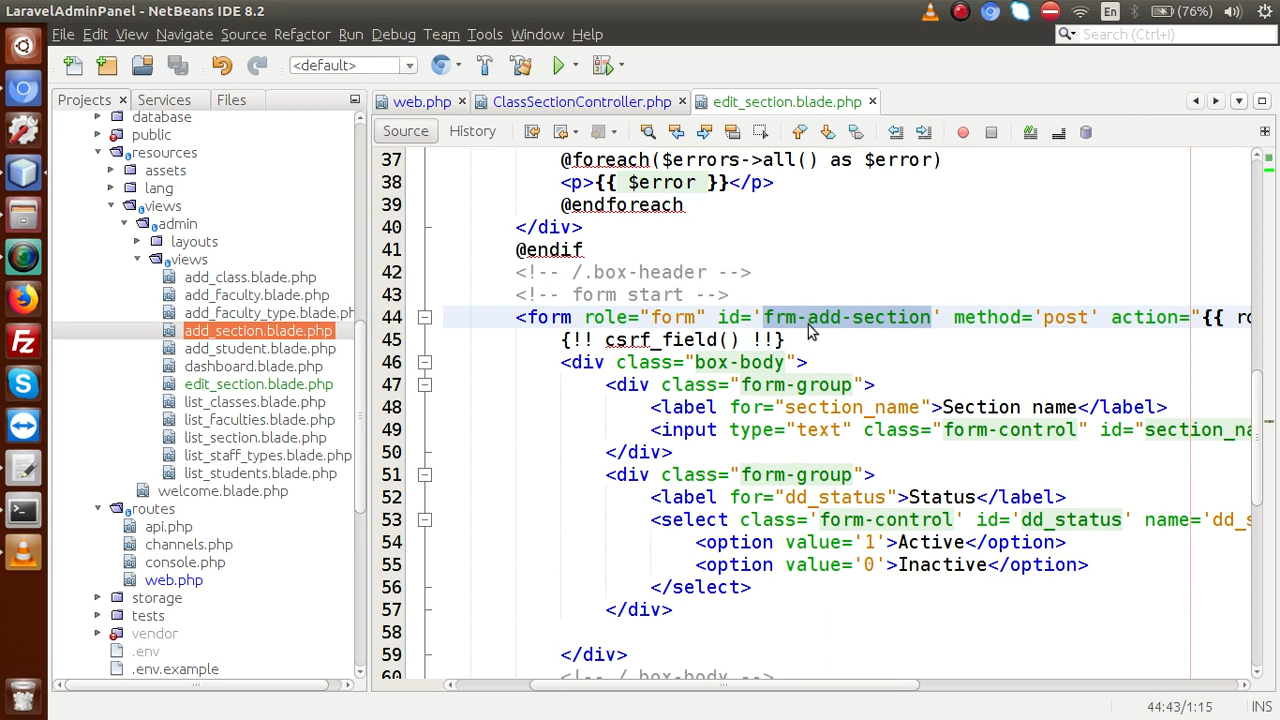 LaravelAdminPanel - NetBeans IDE 8.2
En
(76%)
File Edit View Navigate Source Refactor Run Debug Team Tools Window Help
Search (Ctrl+I)
<default>
Projects Services Files
web.php ClassSectionController.php edit_section.blade.php
Source History
database
public
resources
assets
lang
views
admin
layouts
views
add_class.blade.php
add_faculty.blade.php
add_faculty_type.blade.ph
add_section.blade.php
add_student.blade.php
dashboard.blade.php
edit_section.blade.php
list_classes.blade.php
list_faculties.blade.php
list_section.blade.php
list_staff_types.blade.php
list_students.blade.php
welcome.blade.php
routes
api.php
channels.php
console.php
web.php
storage
tests
vendor
.env
.env.example
37 @foreach($errors->all() as $error)
38 <p>{{ $error }}</p>
39 @endforeach
40 </div>
41 @endif
42 <!-- /.box-header -->
43 <!-- form start -->
44 <form role="form" id='frm-add-section' method='post' action="{{ ro
45 {!! csrf_field() !!}
46 <div class="box-body">
47 <div class="form-group">
48 <label for="section_name">Section name</label>
49 <input type="text" class="form-control" id="section_na
50 </div>
51 <div class="form-group">
52 <label for="dd_status">Status</label>
53 <select class='form-control' id='dd_status' name='dd_s
54 <option value='1'>Active</option>
55 <option value='0'>Inactive</option>
56 </select>
57 </div>
58
59 </div>
60 <!-- /.box-body -->
44:43/1:15 INS